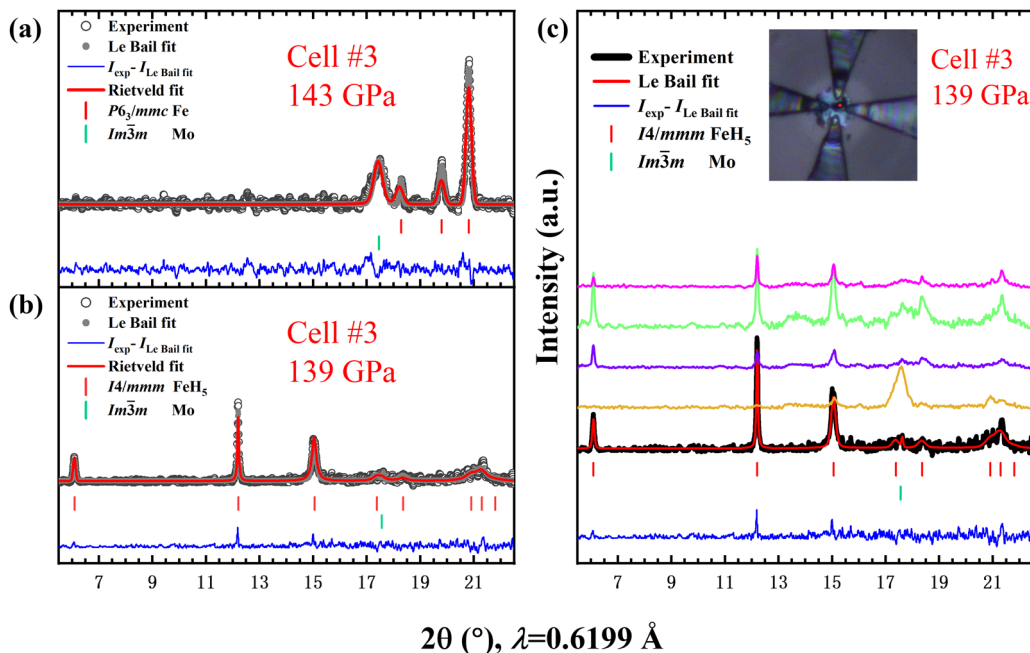 (a)
Experiment
Le Bail fit
I_exp - I_Le Bail fit
Rietveld fit
P6₃/mmc Fe
Im3̄m Mo
Cell #3
143 GPa
(b)
Experiment
Le Bail fit
I_exp - I_Le Bail fit
Rietveld fit
I4/mmm FeH₅
Im3̄m Mo
Cell #3
139 GPa
7 9 11 13 15 17 19 21
(c)
Experiment
Le Bail fit
I_exp - I_Le Bail fit
I4/mmm FeH₅
Im3̄m Mo
Cell #3
139 GPa
Intensity (a.u.)
7 9 11 13 15 17 19 21
2θ (°), λ=0.6199 Å